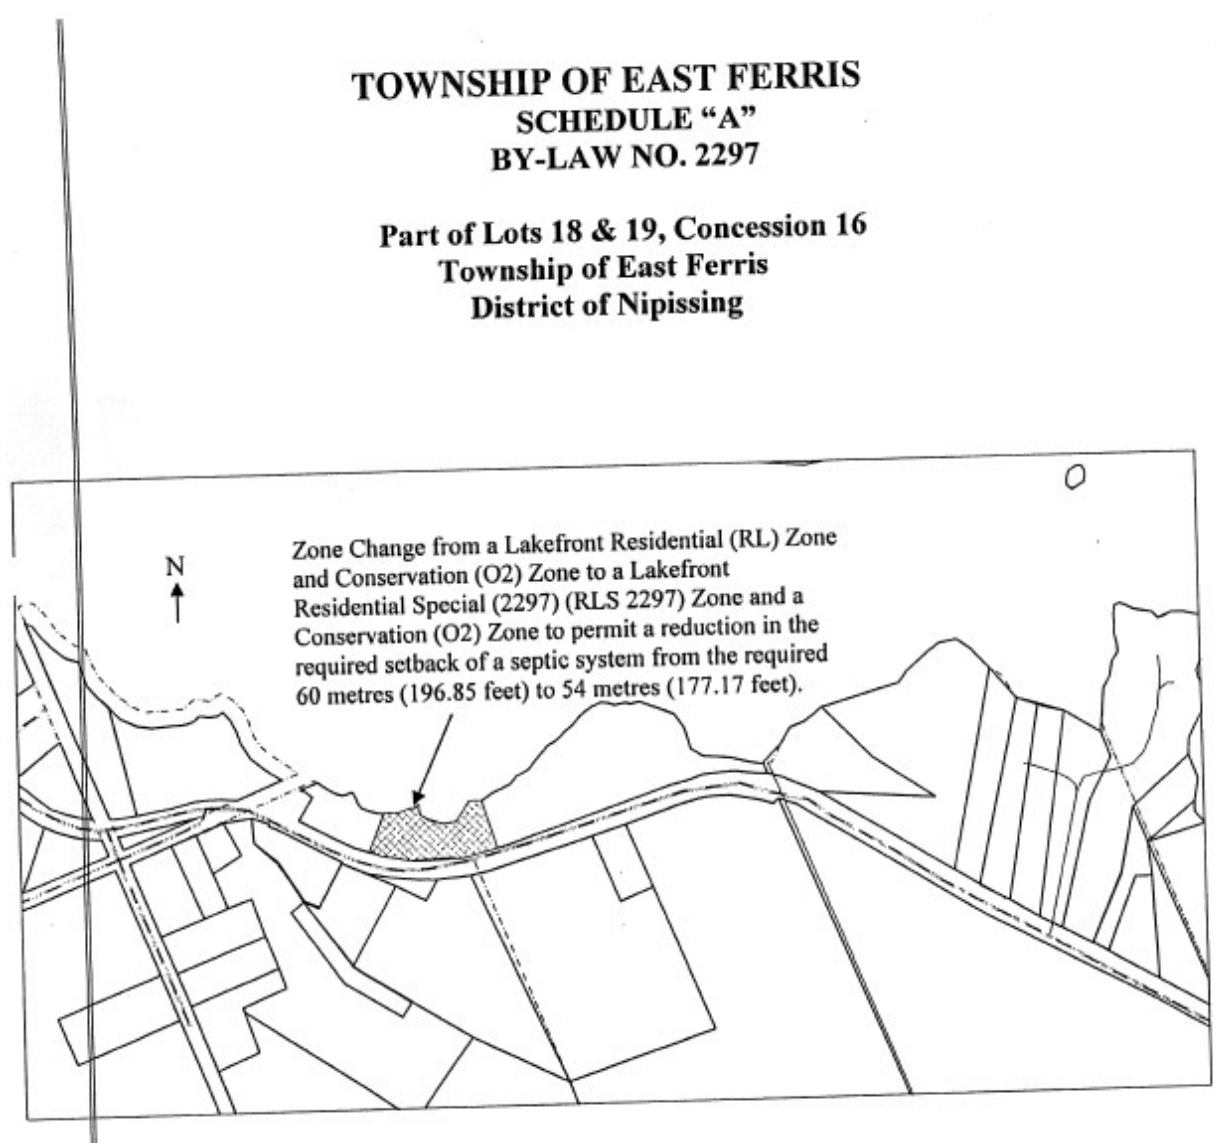 TOWNSHIP OF EAST FERRIS
SCHEDULE “A”
BY-LAW NO. 2297
Part of Lots 18 & 19, Concession 16
Township of East Ferris
District of Nipissing
N
Zone Change from a Lakefront Residential (RL) Zone
and Conservation (O2) Zone to a Lakefront
Residential Special (2297) (RLS 2297) Zone and a
Conservation (O2) Zone to permit a reduction in the
required setback of a septic system from the required
60 metres (196.85 feet) to 54 metres (177.17 feet).